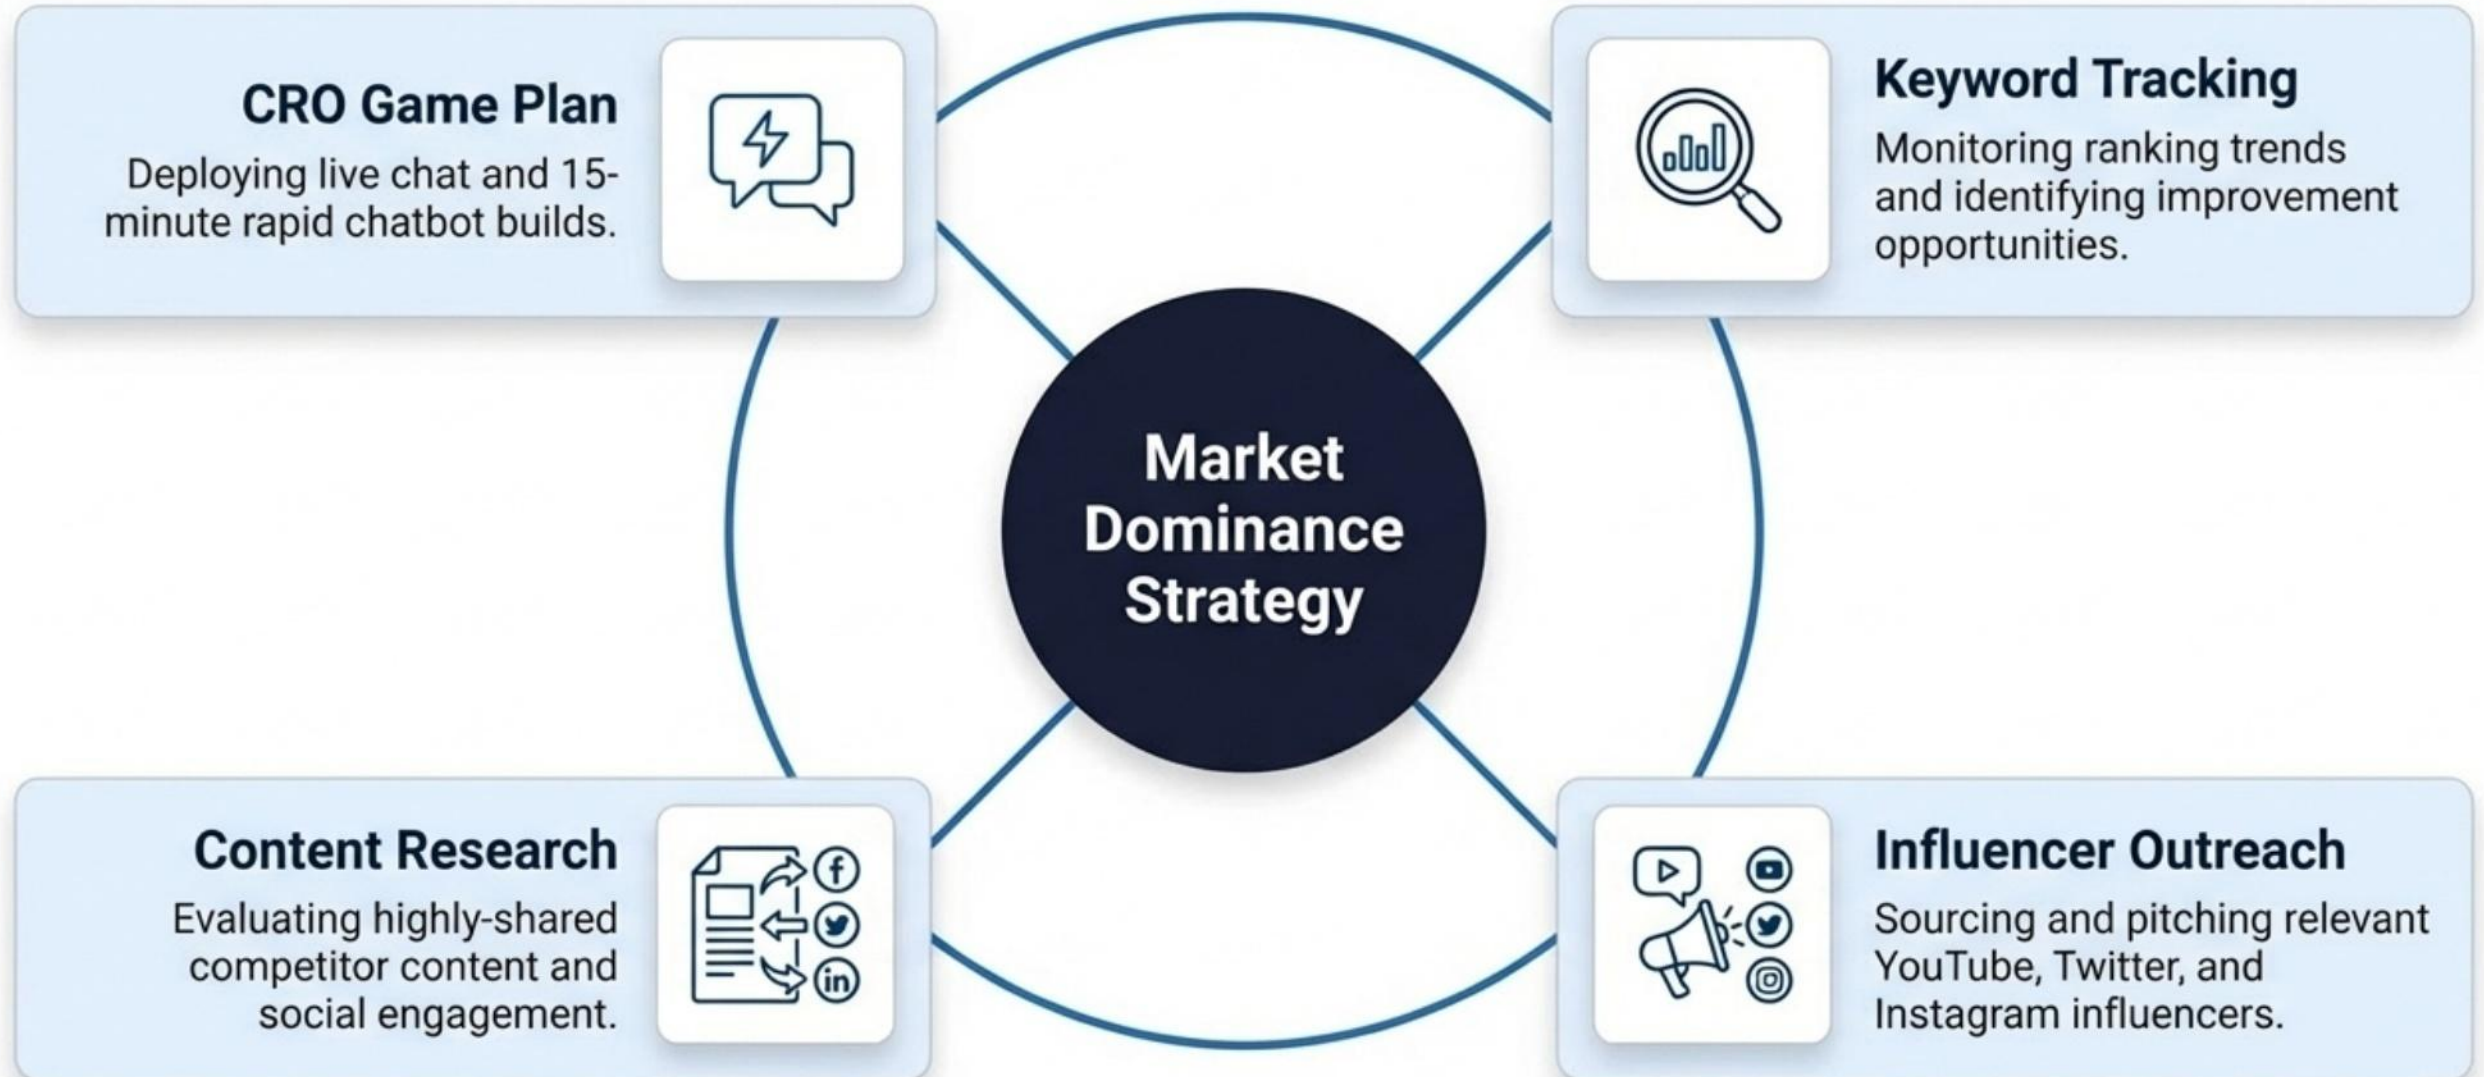 CRO Game Plan
Deploying live chat and 15-
minute rapid chatbot builds.
Keyword Tracking
Monitoring ranking trends
and identifying improvement
opportunities.
Market
Dominance
Strategy
Content Research
Evaluating highly-shared
competitor content and
social engagement.
Influencer Outreach
Sourcing and pitching relevant
YouTube, Twitter, and
Instagram influencers.